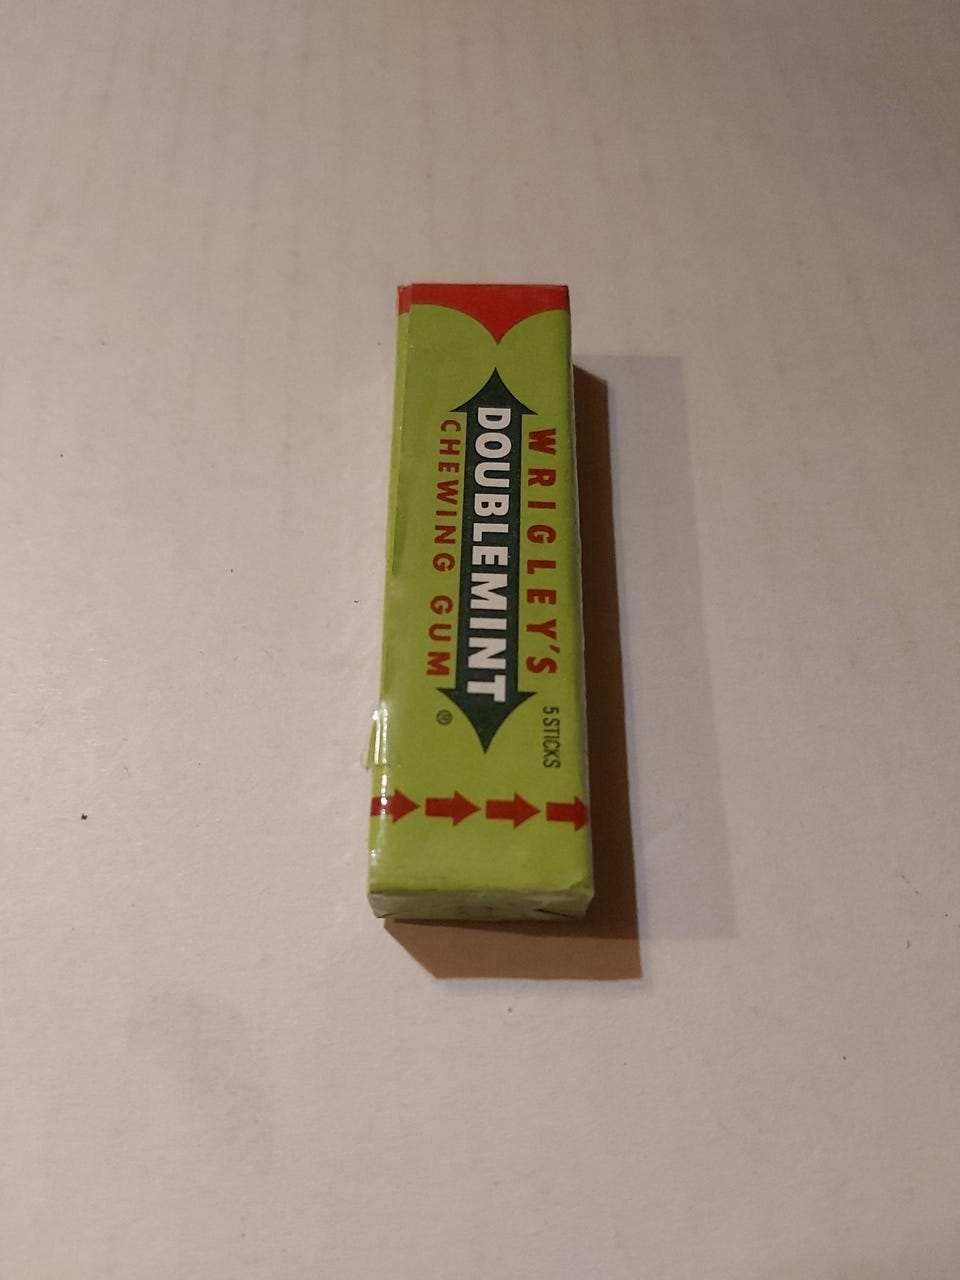 WRIGLEY'S
DOUBLEMINT
CHEWING GUM®
5 STICKS